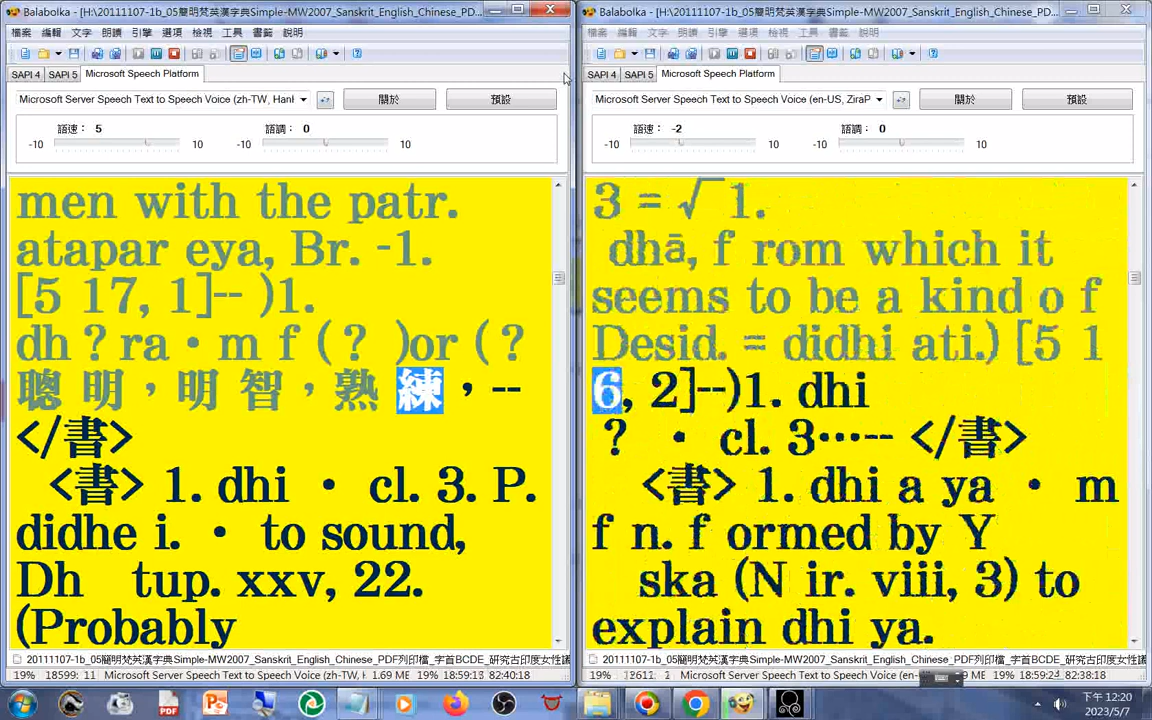 Balabolka - [H:\20111107-1b_05簡明梵英漢字典Simple-MW2007_Sanskrit_English_Chinese_PD...
檔案 編輯 文字 朗讀 引擎 選項 檢視 工具 書籤 說明
SAPI 4 SAPI 5 Microsoft Speech Platform
Microsoft Server Speech Text to Speech Voice (zh-TW, Hanl 關於 預設
語速： 5 語調： 0
-10 10 -10 10
men with the patr.
atapar eya, Br. -1.
[5 17, 1]-- )1.
dh ? ra • m f ( ? )or ( ?
聰 明，明 智，熟 練，--
</書>
<書> 1. dhi • cl. 3. P.
didhe i. • to sound,
Dh tup. xxv, 22.
(Probably
20111107-1b_05簡明梵英漢字典Simple-MW2007_Sanskrit_English_Chinese_PDF列印檔_字首BCDE_研究古印度女性議
19% 18599: 11 Microsoft Server Speech Text to Speech Voice (zh-TW, H 1.69 ME 19% 18:59:13 82:40:18
Balabolka - [H:\20111107-1b_05簡明梵英漢字典Simple-MW2007_Sanskrit_English_Chinese_PD...
檔案 編輯 文字 朗讀 引擎 選項 檢視 工具 書籤 說明
SAPI 4 SAPI 5 Microsoft Speech Platform
Microsoft Server Speech Text to Speech Voice (en-US, ZiraP 關於 預設
語速： -2 語調： 0
-10 10 -10 10
3 = √ 1.
dhā, f rom which it
seems to be a kind o f
Desid. = didhi ati.) [5 1
6, 2]--)1. dhi
? • cl. 3…-- </書>
<書> 1. dhi a ya • m
f n. f ormed by Y
ska (N ir. viii, 3) to
explain dhi ya.
20111107-1b_05簡明梵英漢字典Simple-MW2007_Sanskrit_English_Chinese_PDF列印檔_字首BCDE_研究古印度女性議
19% Microsoft Server Speech Text to Speech Voice (en-U ME 19% 82:38:18
下午 12:20
2023/5/7